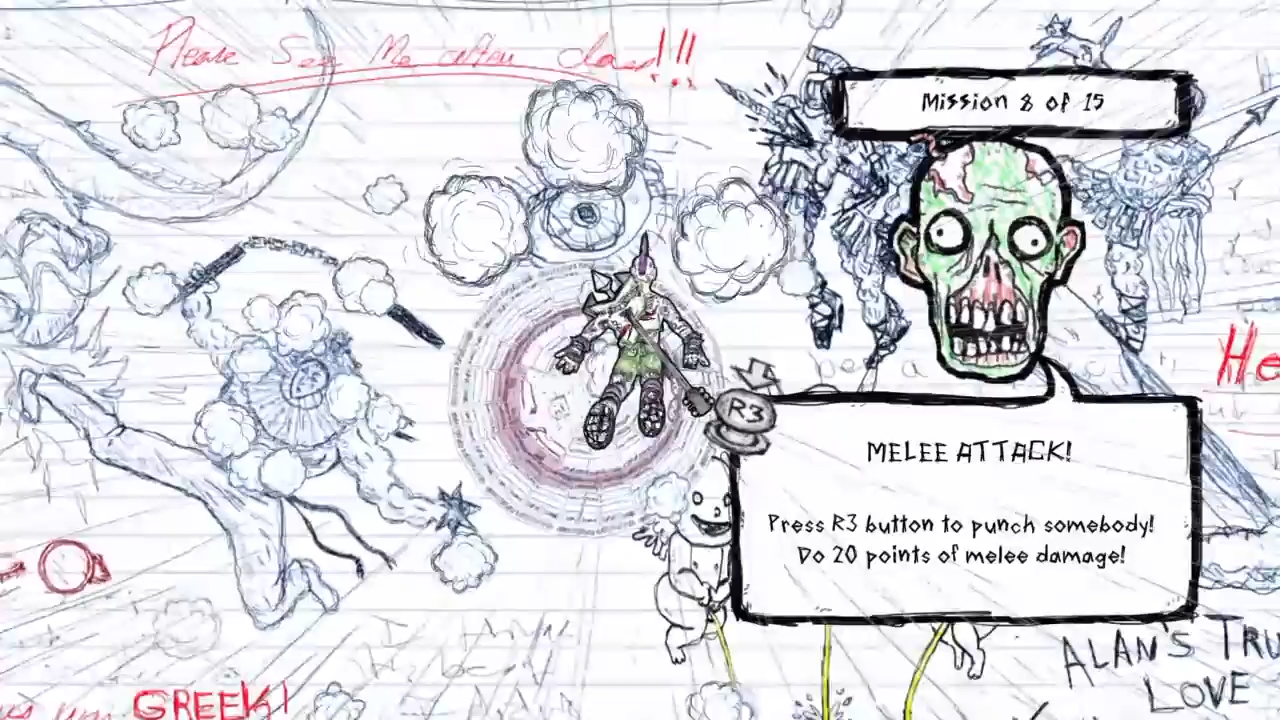 Please See Me after class!!!
Mission 8 of 15
He
R3
MELEE ATTACK!
Press R3 button to punch somebody!
Do 20 points of melee damage!
ALAN'S TRU
LOVE
GREEK!